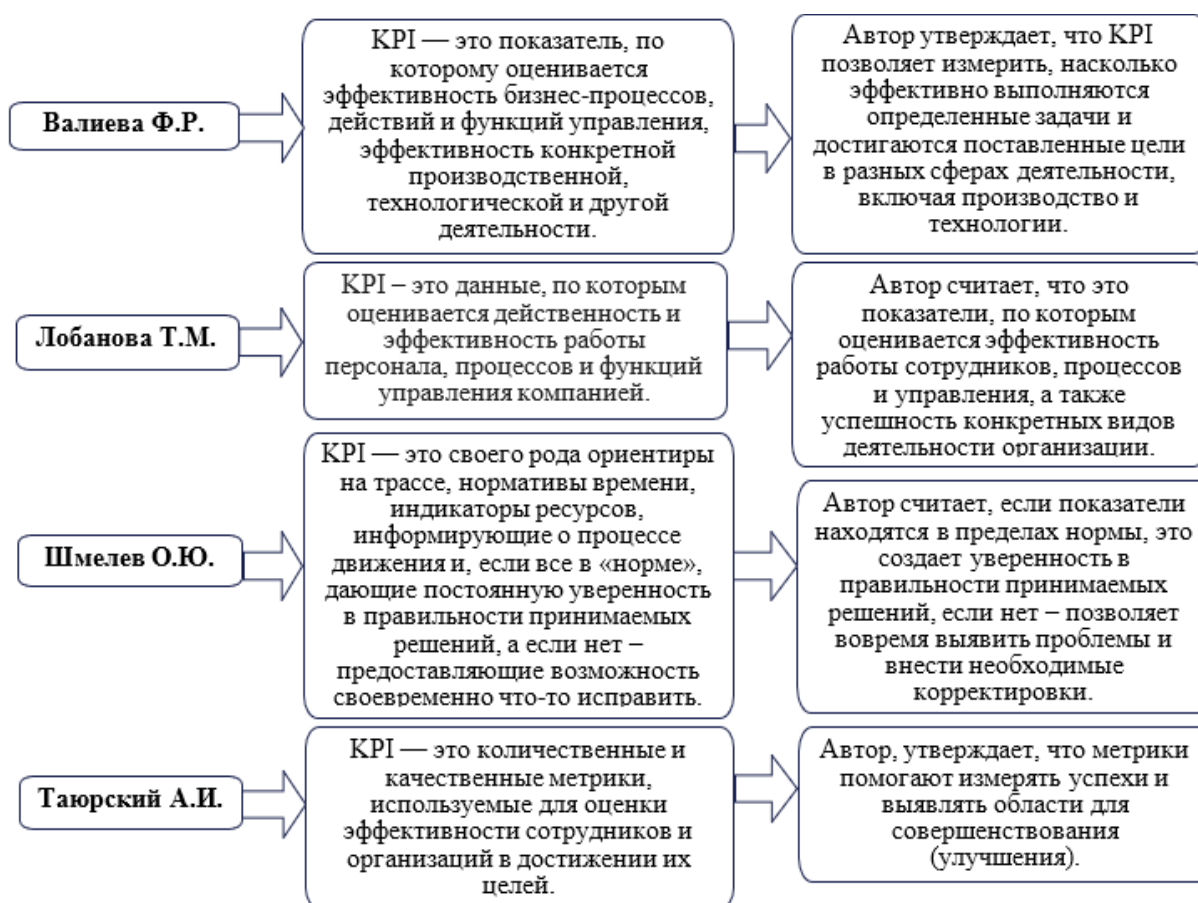 Валиева Ф.Р.
KPI — это показатель, по
которому оценивается
эффективность бизнес-процессов,
действий и функций управления,
эффективность конкретной
производственной,
технологической и другой
деятельности.
Автор утверждает, что KPI
позволяет измерить, насколько
эффективно выполняются
определенные задачи и
достигаются поставленные цели
в разных сферах деятельности,
включая производство и
технологии.
Лобанова Т.М.
KPI – это данные, по которым
оценивается действенность и
эффективность работы
персонала, процессов и функций
управления компанией.
Автор считает, что это
показатели, по которым
оценивается эффективность
работы сотрудников, процессов
и управления, а также
успешность конкретных видов
деятельности организации.
Шмелев О.Ю.
KPI — это своего рода ориентиры
на трассе, нормативы времени,
индикаторы ресурсов,
информирующие о процессе
движения и, если все в «норме»,
дающие постоянную уверенность
в правильности принимаемых
решений, а если нет –
предоставляющие возможность
своевременно что-то исправить.
Автор считает, если показатели
находятся в пределах нормы, это
создает уверенность в
правильности принимаемых
решений, если нет – позволяет
вовремя выявить проблемы и
внести необходимые
корректировки.
Таюрский А.И.
KPI — это количественные и
качественные метрики,
используемые для оценки
эффективности сотрудников и
организаций в достижении их
целей.
Автор, утверждает, что метрики
помогают измерять успехи и
выявлять области для
совершенствования
(улучшения).